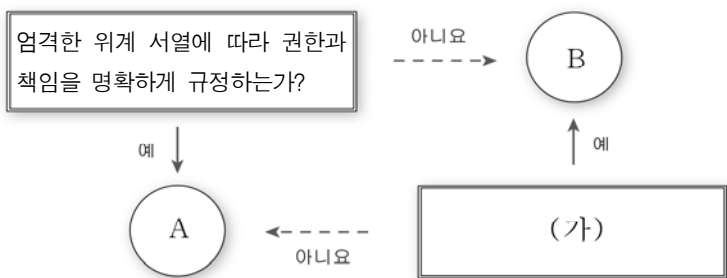 엄격한 위계 서열에 따라 권한과
책임을 명확하게 규정하는가?
아니요
B
예
예
A
아니요
(가)